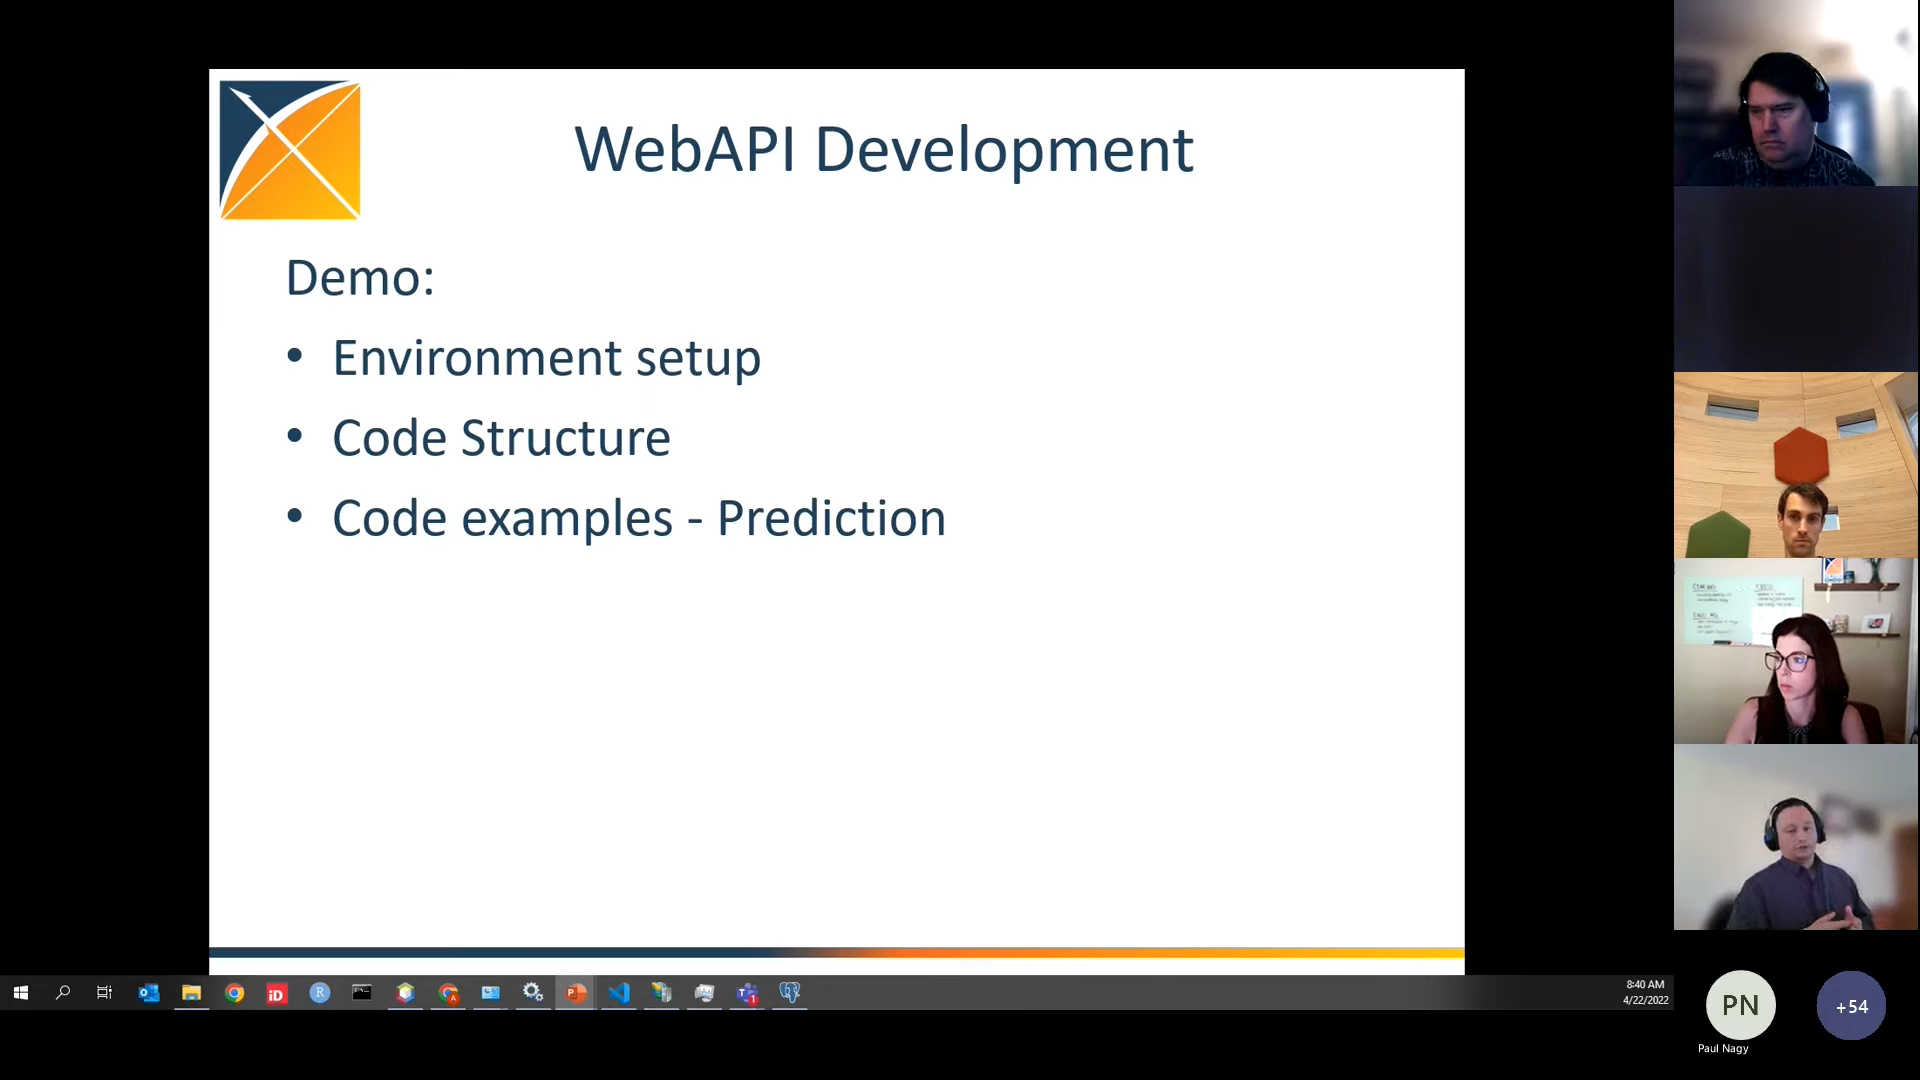 WebAPI Development
Demo:
• Environment setup
• Code Structure
• Code examples - Prediction
8:40 AM
4/22/2022
PN
+54
Paul Nagy